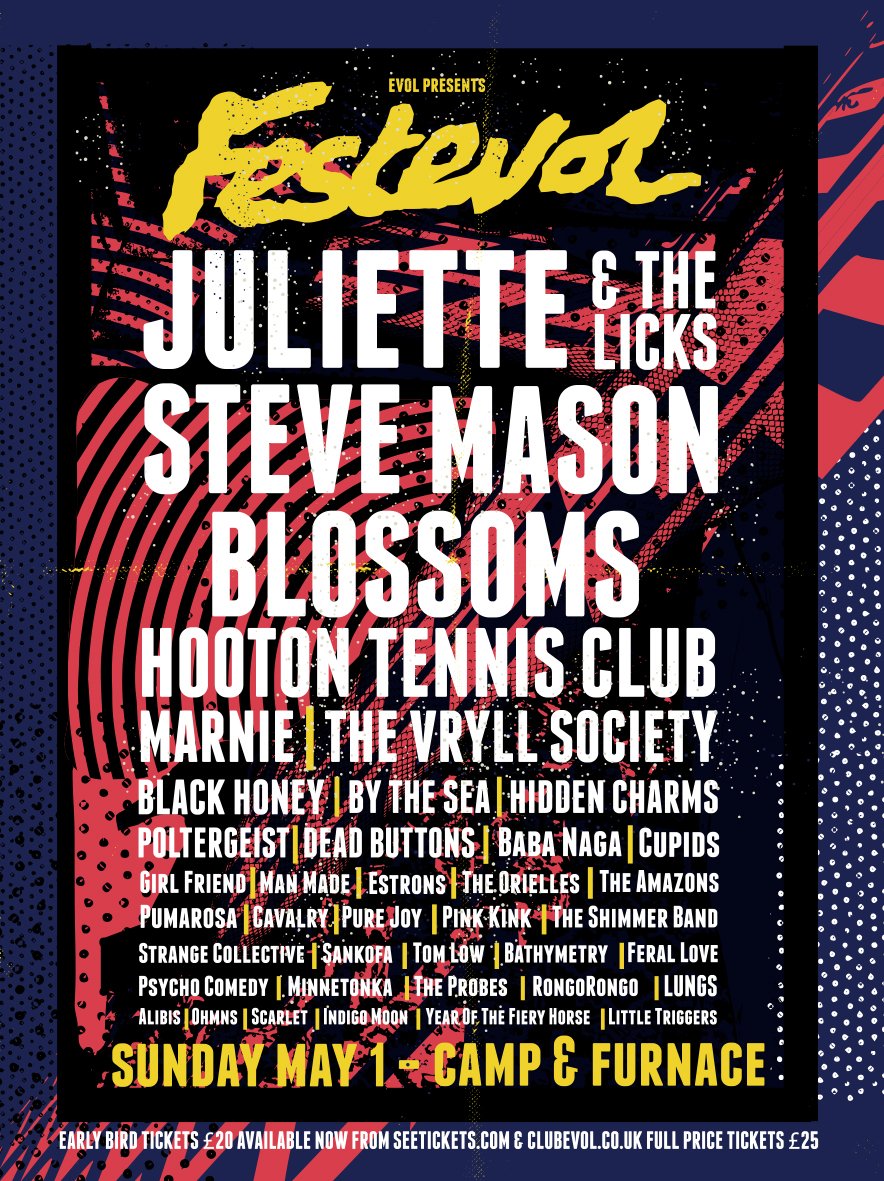 EVOL PRESENTS
Festevol
JULIETTE & THE LICKS
STEVE MASON
BLOSSOMS
HOOTON TENNIS CLUB
MARNIE | THE VRYLL SOCIETY
BLACK HONEY | BY THE SEA | HIDDEN CHARMS
POLTERGEIST | DEAD BUTTONS | BABA NAGA | CUPIDS
GIRL FRIEND | MAN MADE | ESTRONS | THE ORIELLES | THE AMAZONS
PUMAROSA | CAVALRY | PURE JOY | PINK KINK | THE SHIMMER BAND
STRANGE COLLECTIVE | SANKOFA | TOM LOW | BATHYMETRY | FERAL LOVE
PSYCHO COMEDY | MINNETONKA | THE PROBES | RONGORONGO | LUNGS
ALIBIS | OHMNS | SCARLET | INDIGO MOON | YEAR OF THE FIERY HORSE | LITTLE TRIGGERS
SUNDAY MAY 1 - CAMP & FURNACE
EARLY BIRD TICKETS £20 AVAILABLE NOW FROM SEETICKETS.COM & CLUBEVOL.CO.UK FULL PRICE TICKETS £25